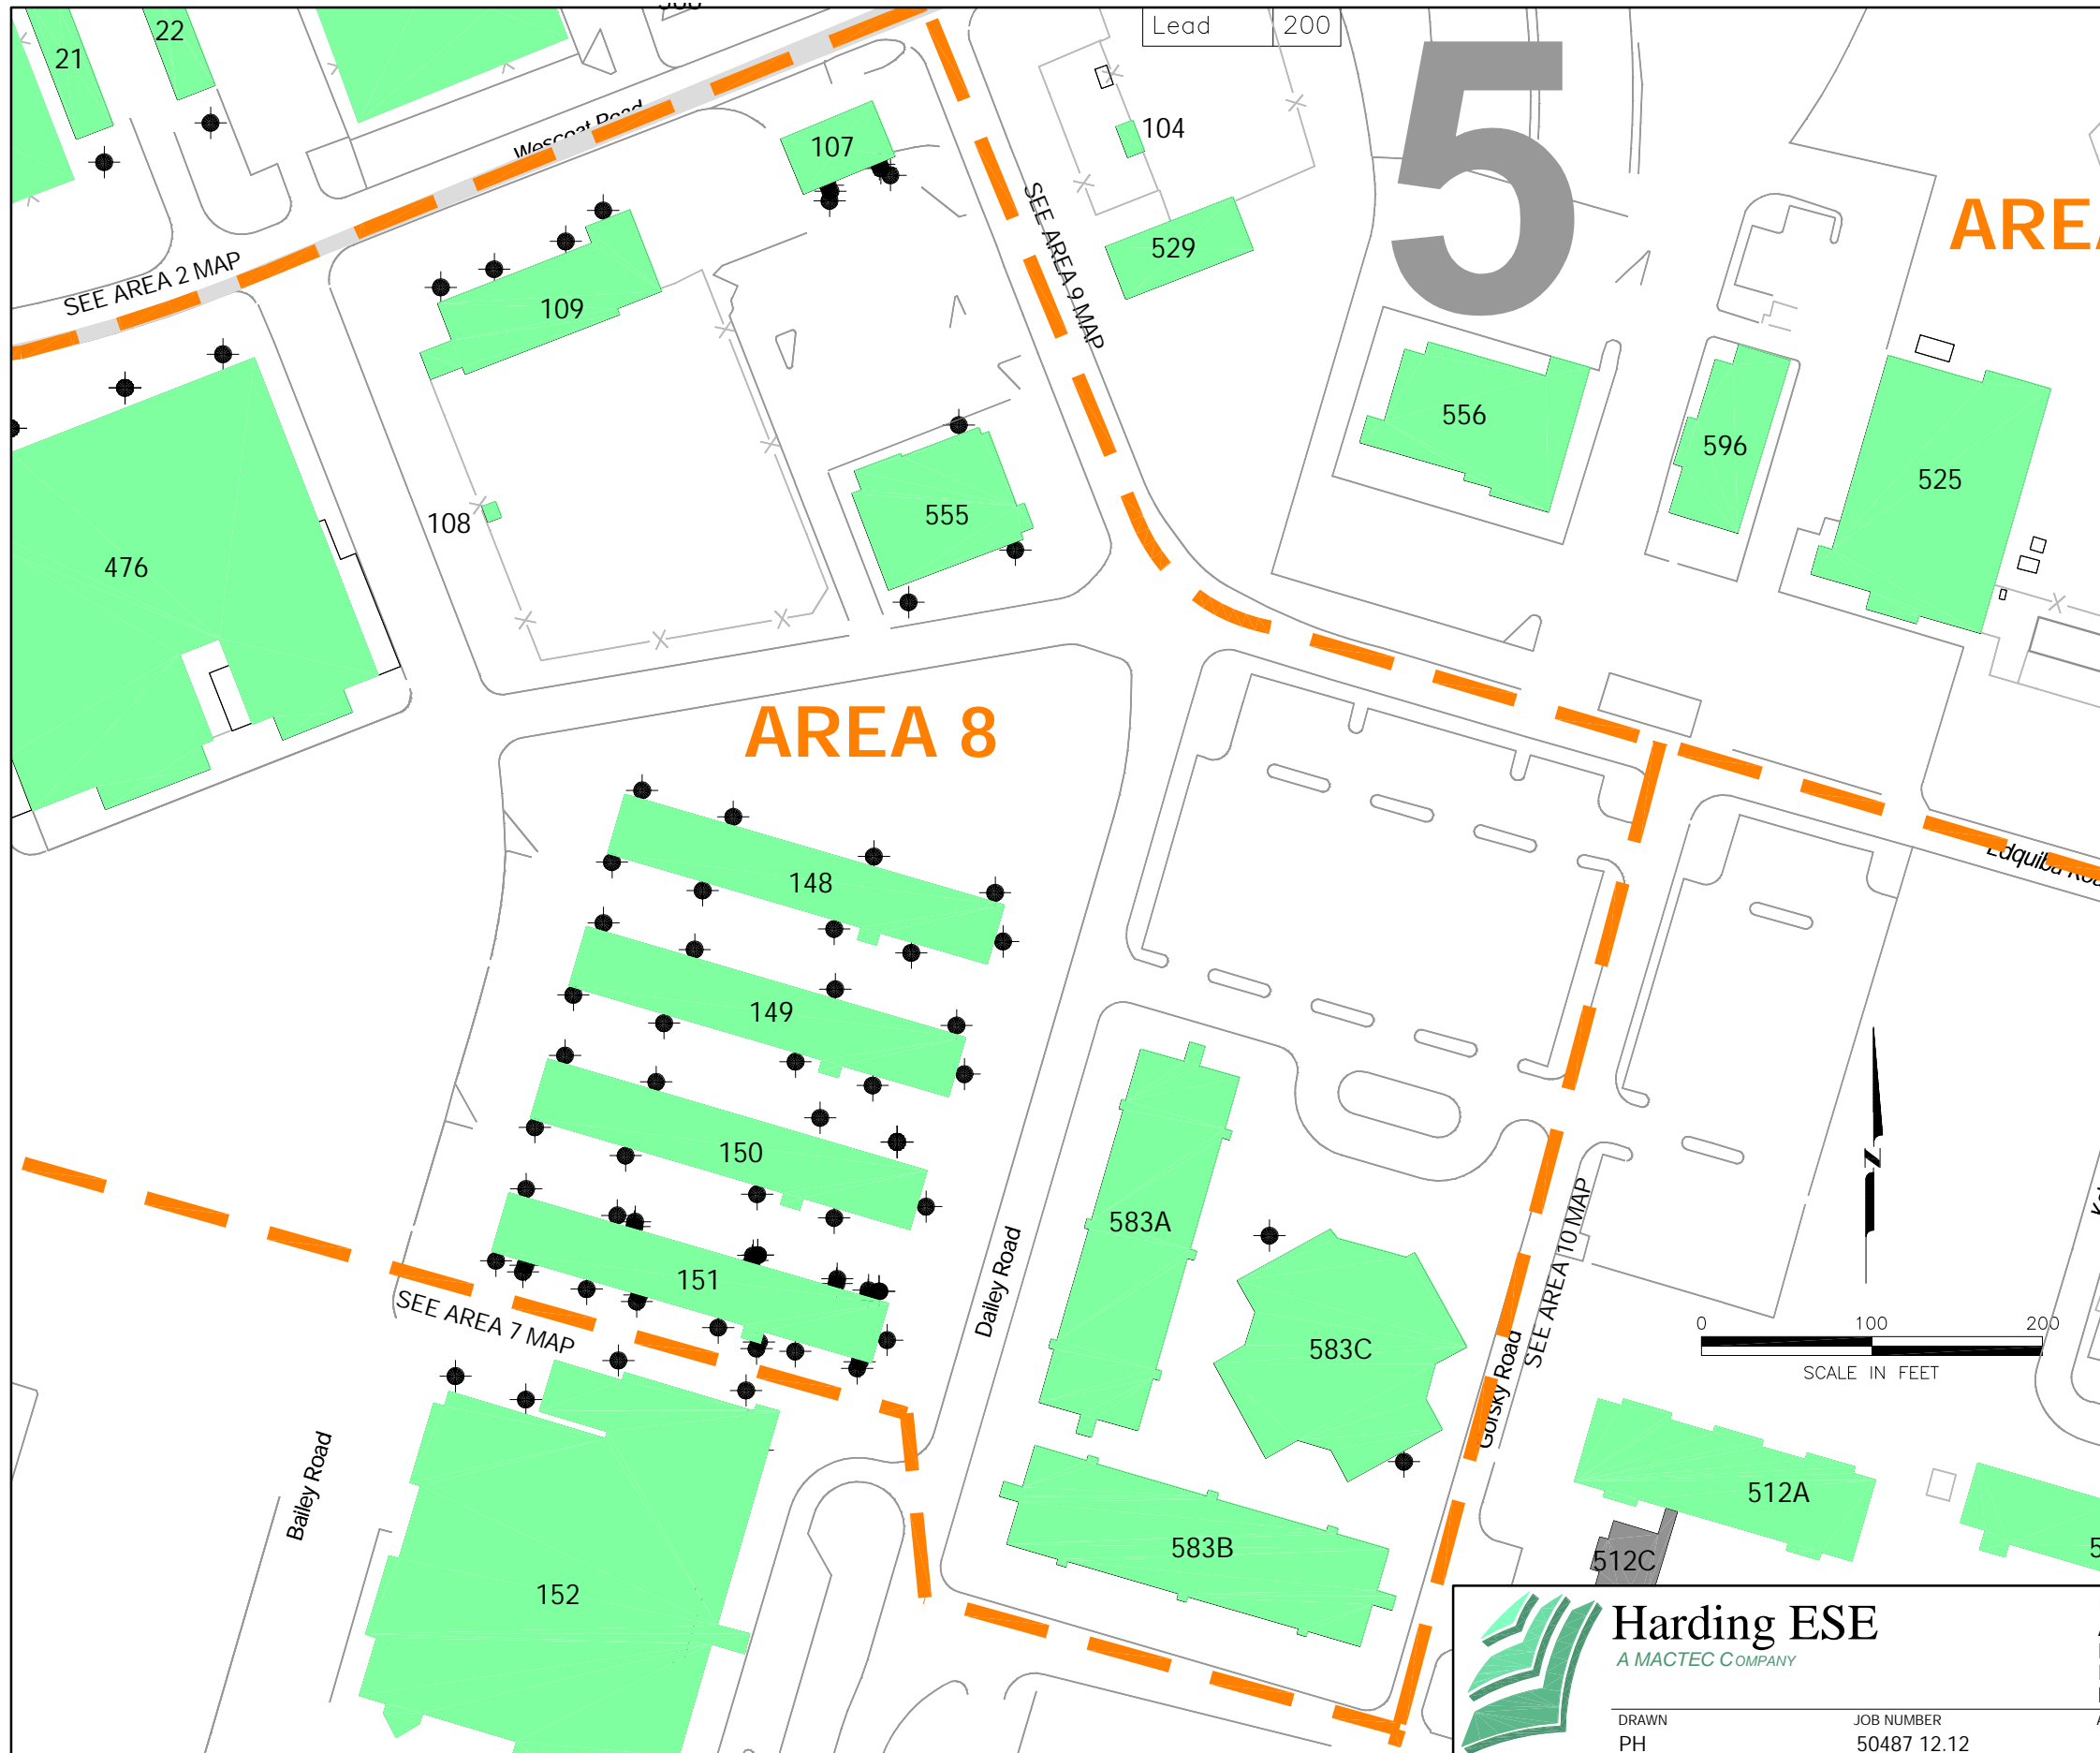 22
21
Lead 200
5
Wescoat Road
107
104
SEE AREA 2 MAP
SEE AREA 9 MAP
529
109
556
596
525
108
555
476
AREA 8
148
149
150
151
SEE AREA 7 MAP
Dailey Road
583A
583C
SEE AREA 10 MAP
Gorsky Road
N
0 100 200
SCALE IN FEET
Bailey Road
152
583B
512A
512C
Harding ESE
A MACTEC COMPANY
DRAWN
JOB NUMBER
PH
50487 12.12